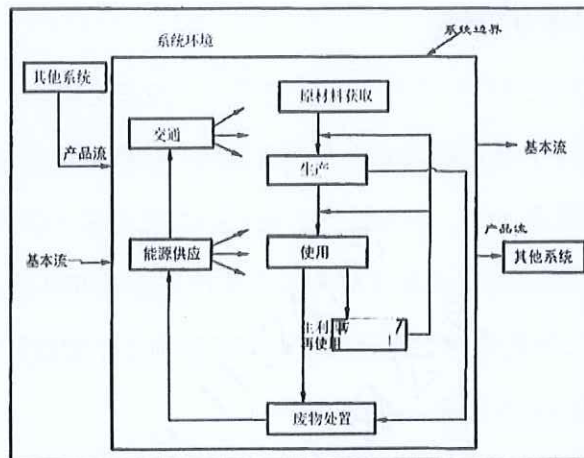 系统环境
系统边界
其他系统
原材料获取
交通
产品流
基本流
生产
产品流
基本流
能源供应
使用
其他系统
再使用
废物处置